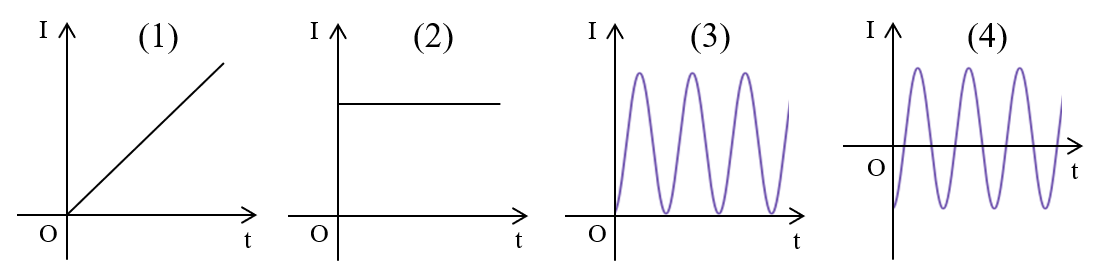 I (1)
O t
I (2)
O t
I (3)
O t
I (4)
O t